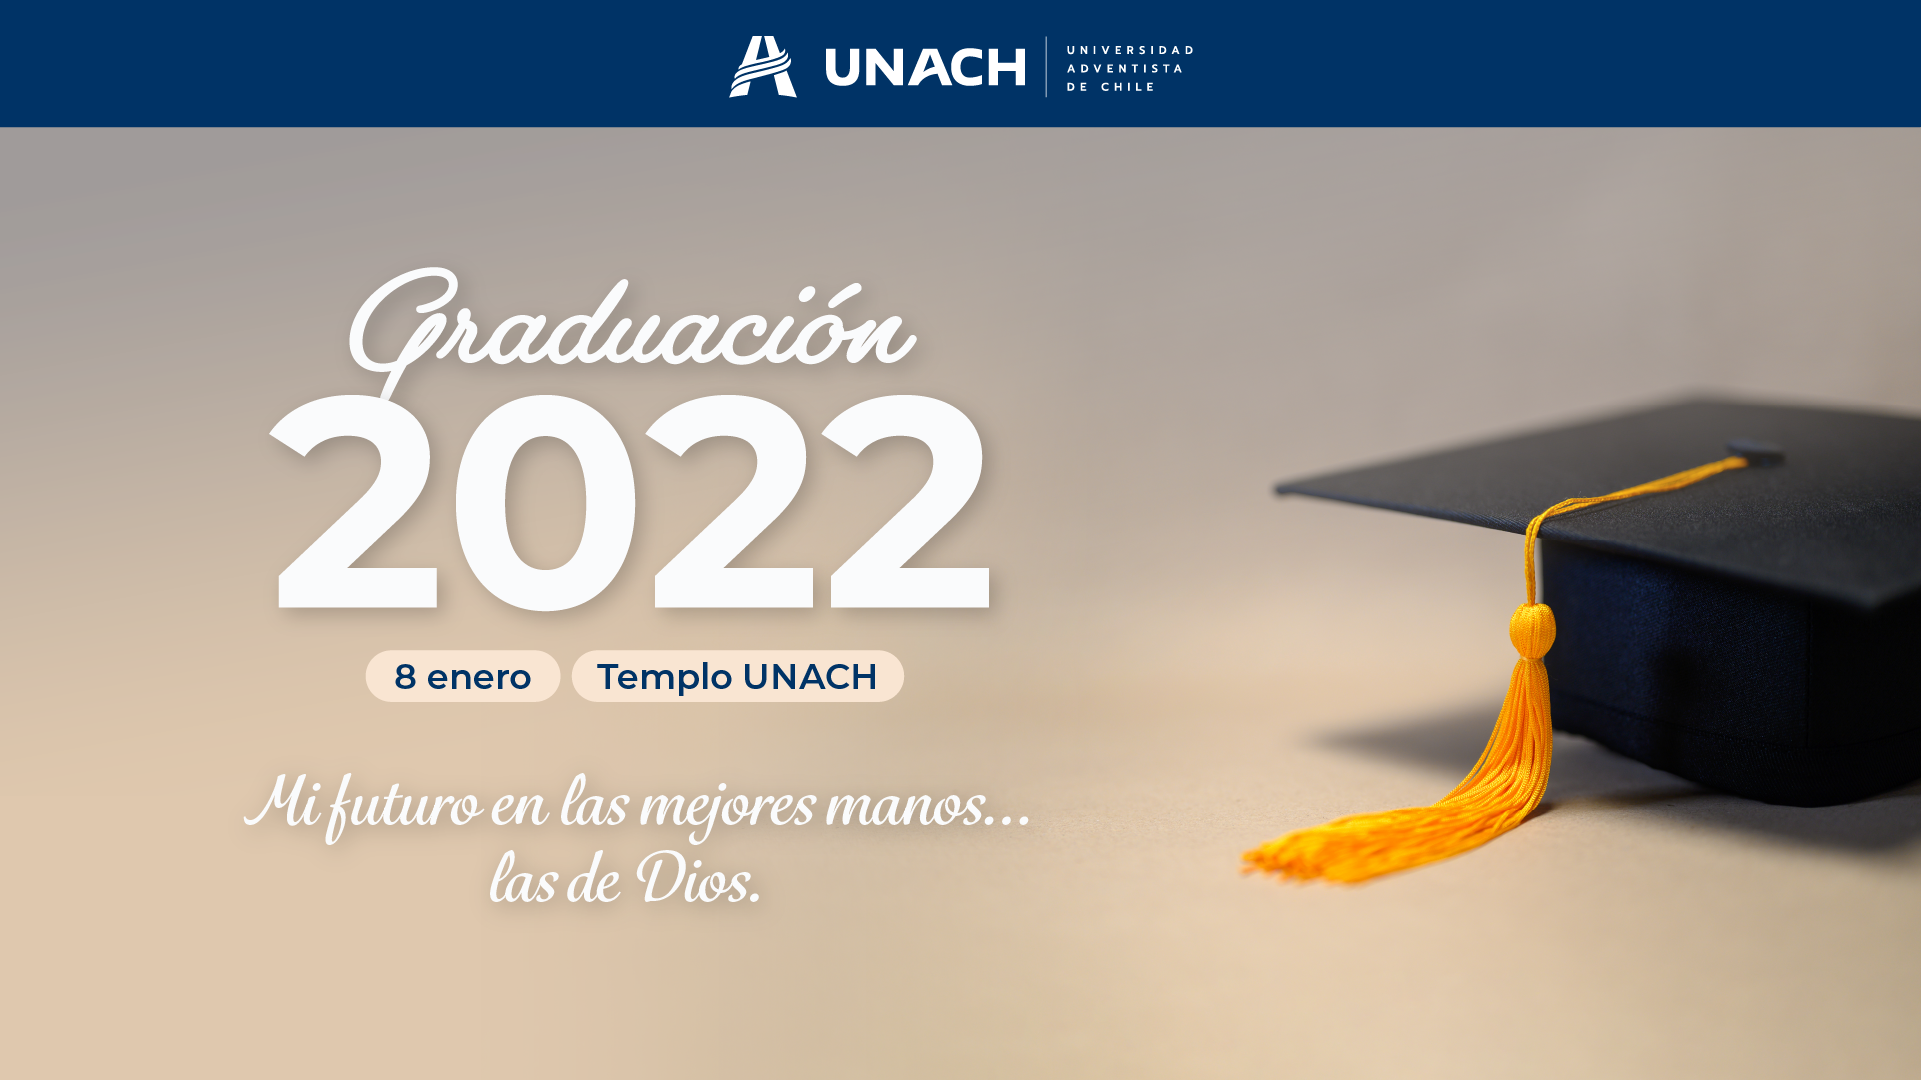 UNACH
UNIVERSIDAD
ADVENTISTA
DE CHILE
Graduación
2022
8 enero Templo UNACH
Mi futuro en las mejores manos...
las de Dios.